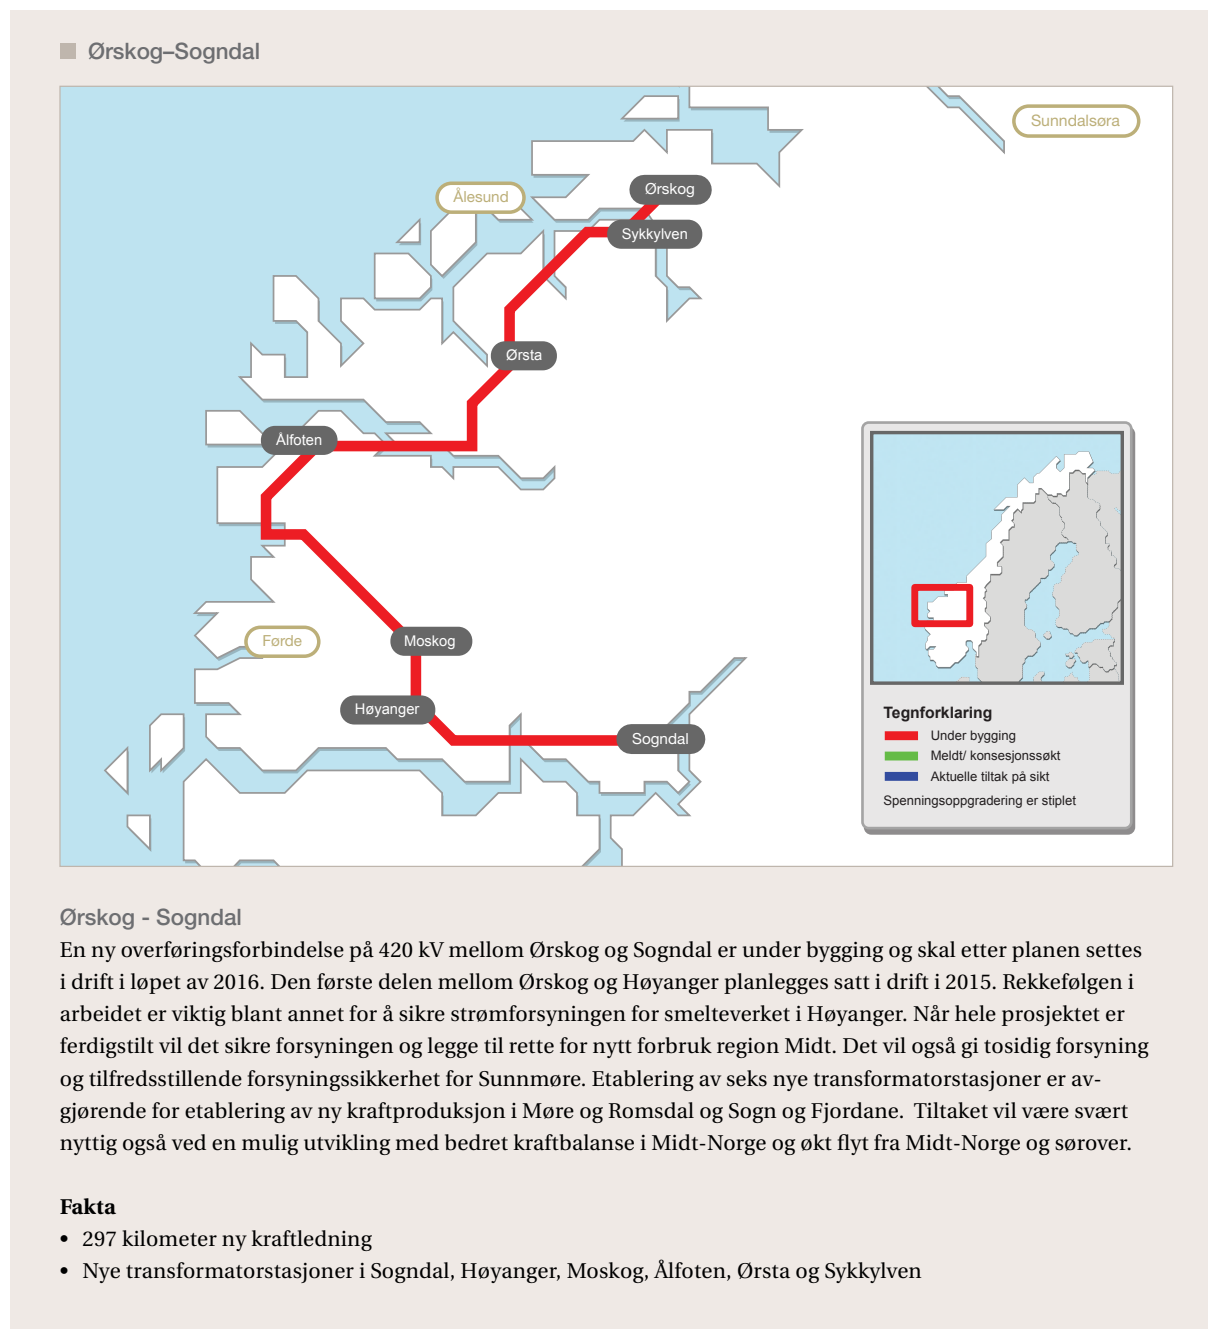 Ørskog–Sogndal
Sunndalsøra
Ålesund
Ørskog
Sykkylven
Ørsta
Ålfoten
Førde
Moskog
Høyanger
Sogndal
Tegnforklaring
Under bygging
Meldt/ konsesjonssøkt
Aktuelle tiltak på sikt
Spenningsoppgradering er stiplet
Ørskog - Sogndal
En ny overføringsforbindelse på 420 kV mellom Ørskog og Sogndal er under bygging og skal etter planen settes
i drift i løpet av 2016. Den første delen mellom Ørskog og Høyanger planlegges satt i drift i 2015. Rekkefølgen i
arbeidet er viktig blant annet for å sikre strømforsyningen for smelteverket i Høyanger. Når hele prosjektet er
ferdigstilt vil det sikre forsyningen og legge til rette for nytt forbruk region Midt. Det vil også gi tosidig forsyning
og tilfredsstillende forsyningssikkerhet for Sunnmøre. Etablering av seks nye transformatorstasjoner er av-
gjørende for etablering av ny kraftproduksjon i Møre og Romsdal og Sogn og Fjordane.  Tiltaket vil være svært
nyttig også ved en mulig utvikling med bedret kraftbalanse i Midt-Norge og økt flyt fra Midt-Norge og sørover.
Fakta
• 297 kilometer ny kraftledning
• Nye transformatorstasjoner i Sogndal, Høyanger, Moskog, Ålfoten, Ørsta og Sykkylven